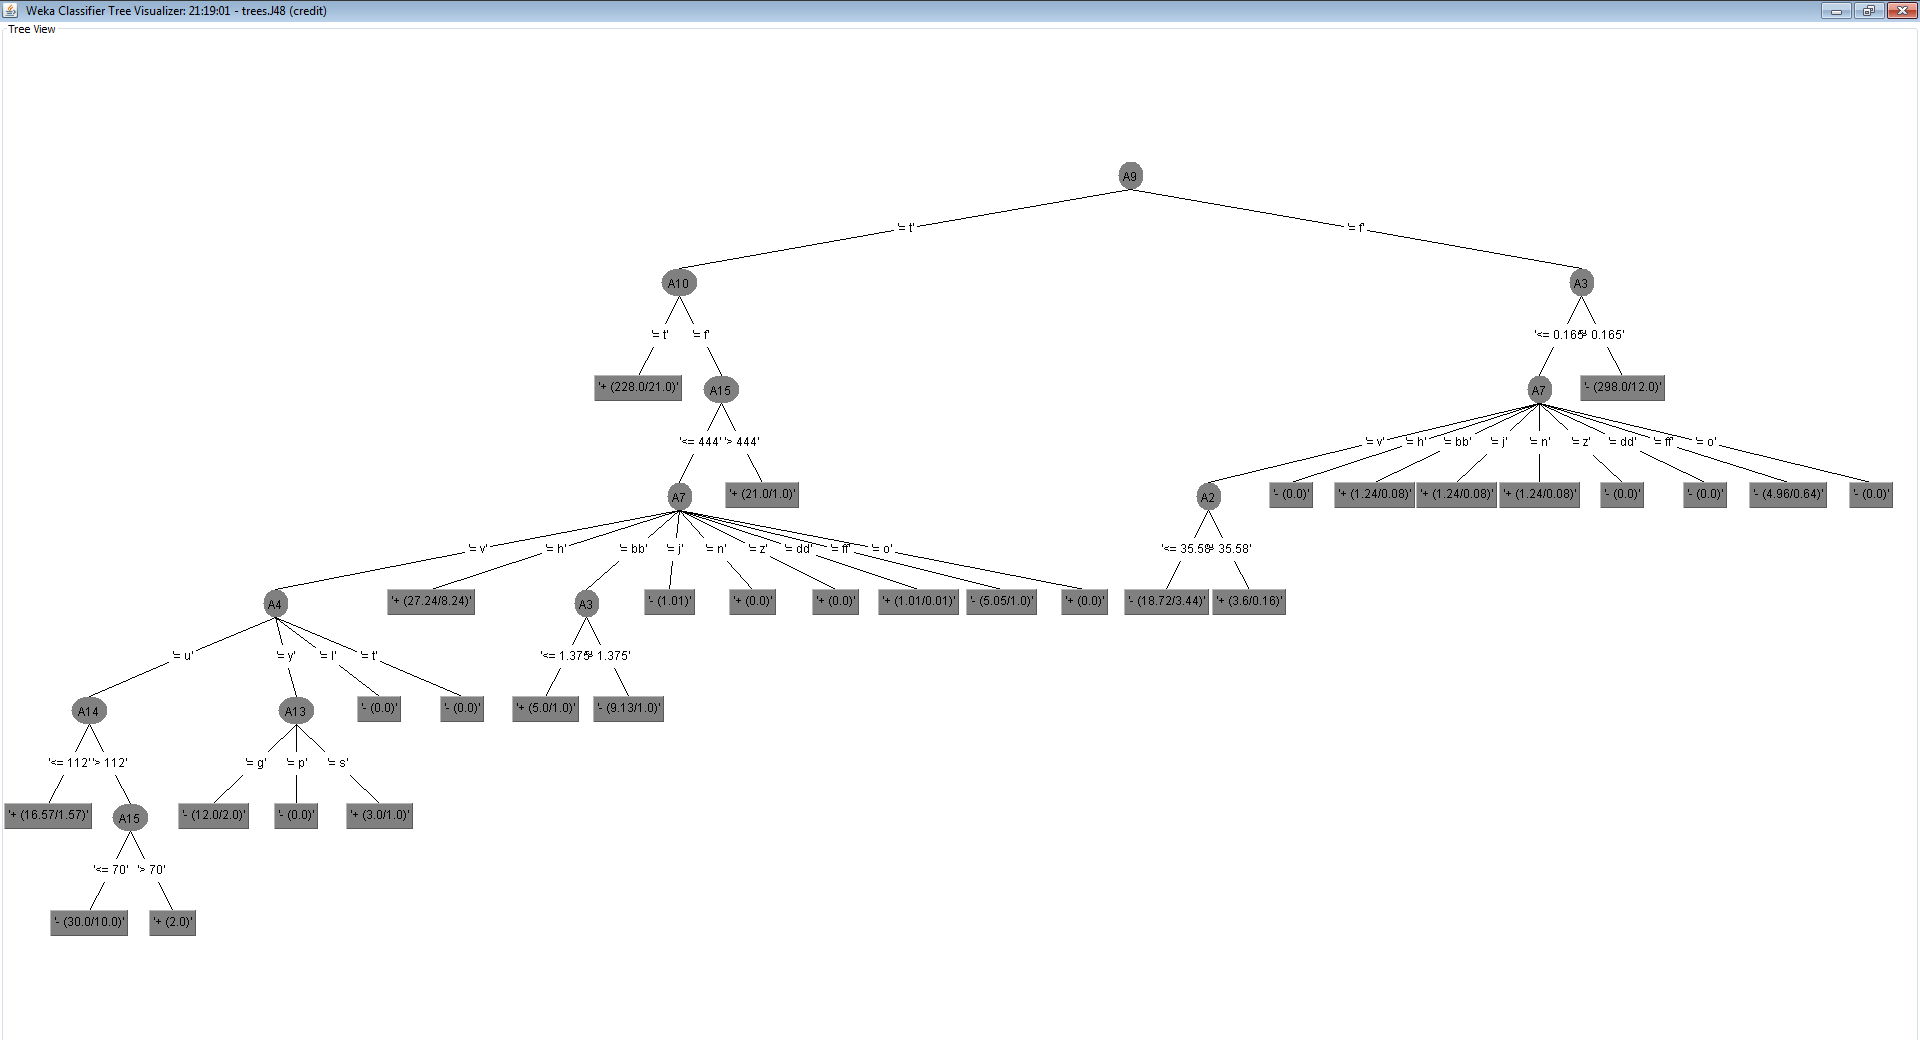 Weka Classifier Tree Visualizer: 21:19:01 - trees.J48 (credit)
Tree View
A9
'= t' '= f'
A10 A3
'= t' '= f' '<= 0.165' '> 0.165'
'+ (228.0/21.0)' A15 A7 '- (298.0/12.0)'
'<= 444' '> 444' '= v' '= h' '= bb' '= j' '= n' '= z' '= dd' '= ff' '= o'
A7 '+ (21.0/1.0)' A2 '- (0.0)' '+ (1.24/0.08)' '+ (1.24/0.08)' '+ (1.24/0.08)' '- (0.0)' '- (0.0)' '- (4.96/0.64)' '- (0.0)'
'= v' '= h' '= bb' '= j' '= n' '= z' '= dd' '= ff' '= o' '<= 35.58' '> 35.58'
A4 '+ (27.24/8.24)' A3 '- (1.01)' '+ (0.0)' '+ (0.0)' '+ (1.01/0.01)' '- (5.05/1.0)' '+ (0.0)' '- (18.72/3.44)' '+ (3.6/0.16)'
'= u' '= y' '= l' '= t' '<= 1.375' '> 1.375'
A14 A13 '- (0.0)' '- (0.0)' '+ (5.0/1.0)' '- (9.13/1.0)'
'<= 112' '> 112' '= g' '= p' '= s'
'+ (16.57/1.57)' A15 '- (12.0/2.0)' '- (0.0)' '+ (3.0/1.0)'
'<= 70' '> 70'
'- (30.0/10.0)' '+ (2.0)'